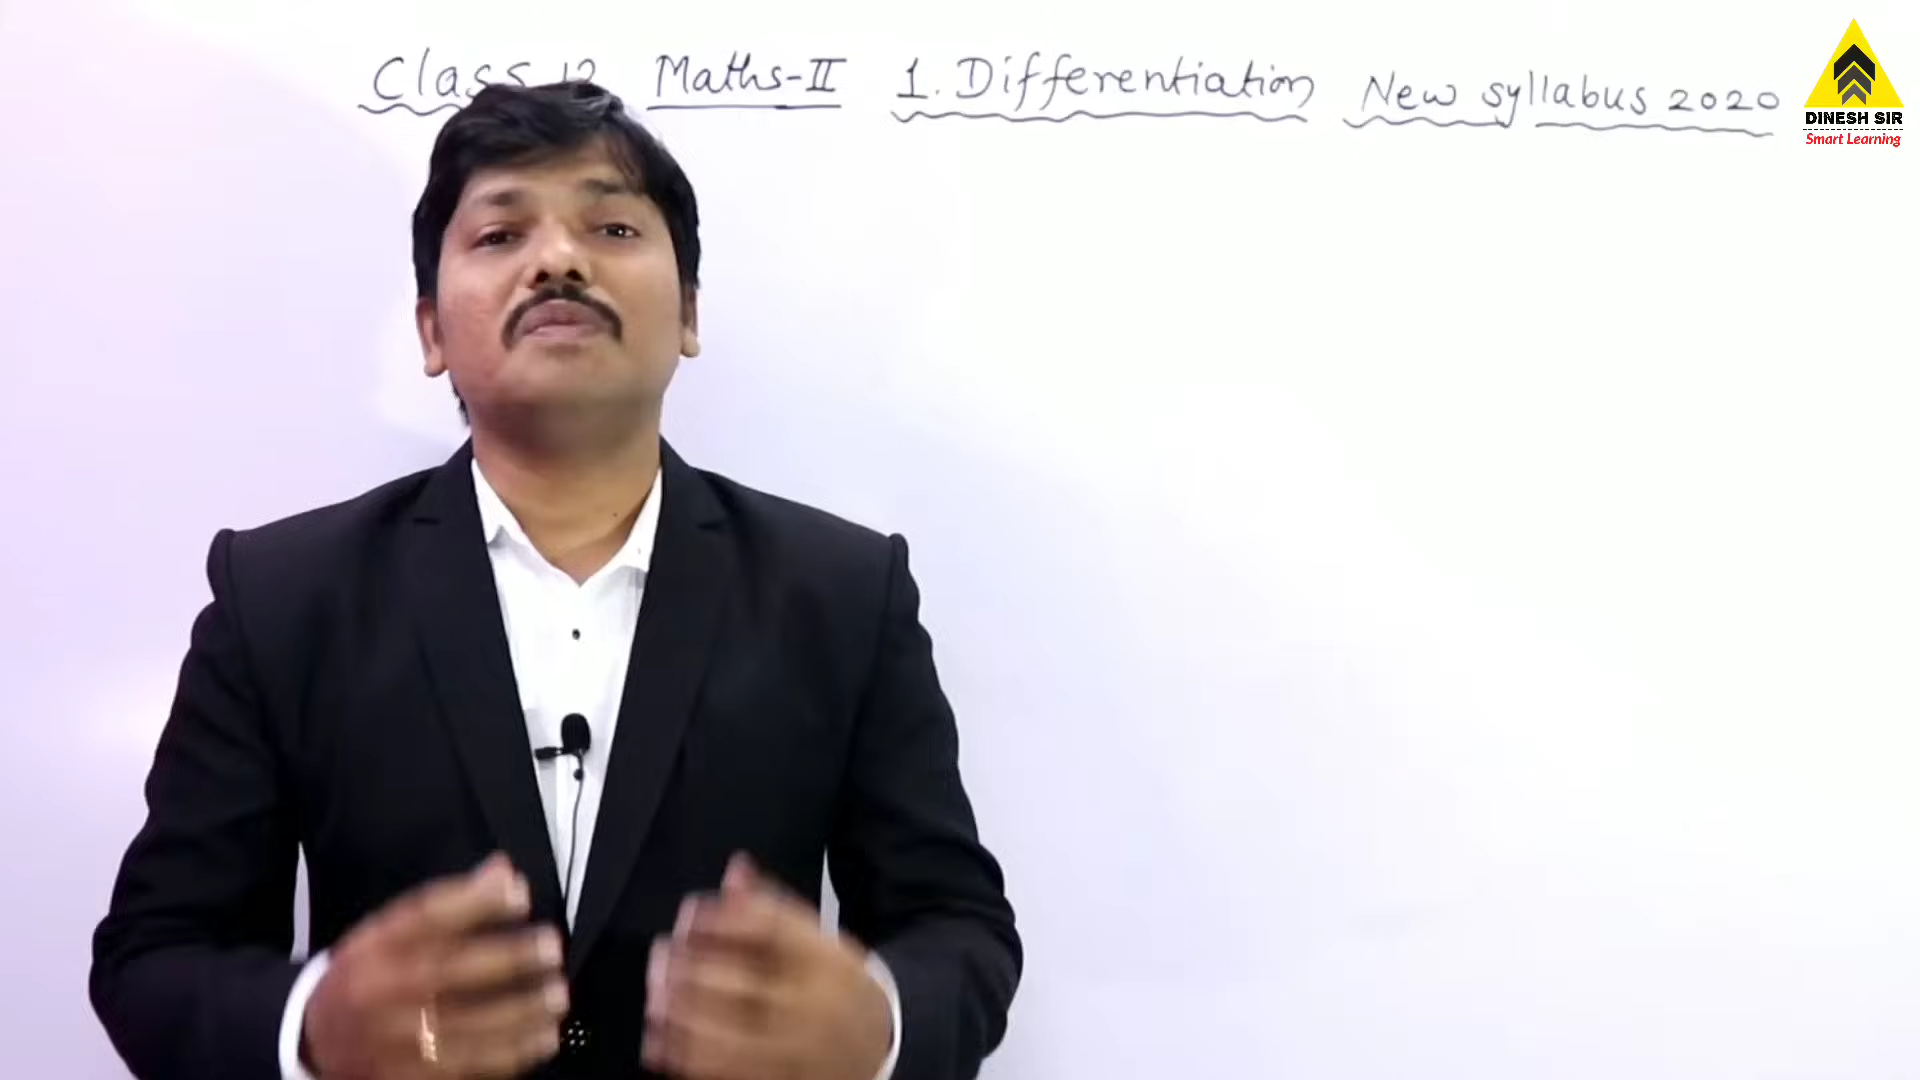 Class 12 Maths-II 1. Differentiation New syllabus 2020
DINESH SIR
Smart Learning